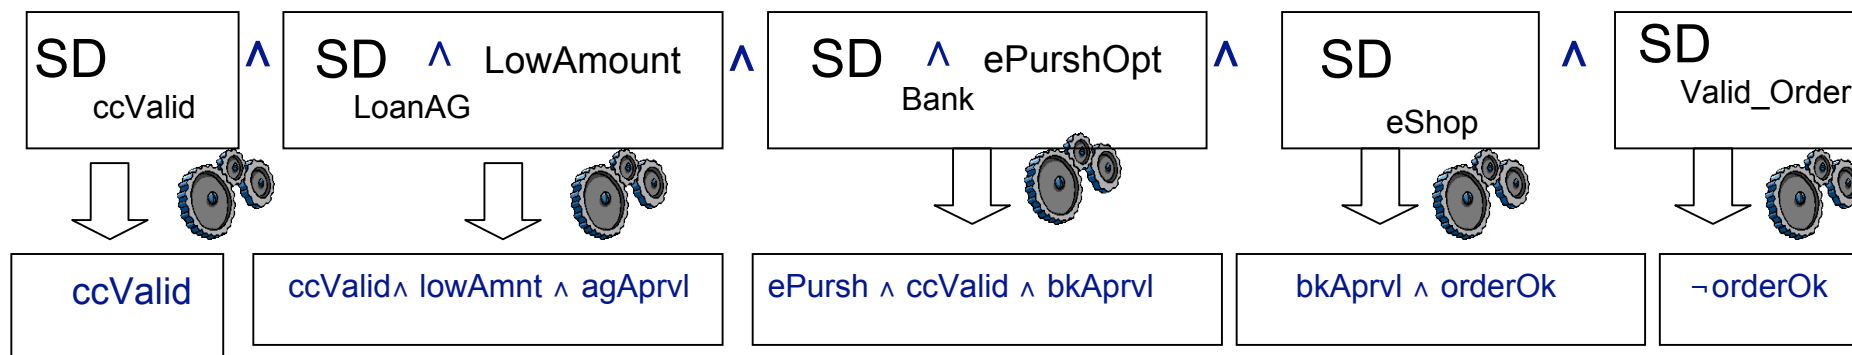 SD ccValid ∧ SD LoanAG ∧ LowAmount ∧ SD Bank ∧ ePurshOpt ∧ SD eShop ∧ SD Valid_Order
ccValid
ccValid ∧ lowAmnt ∧ agAprvl
ePursh ∧ ccValid ∧ bkAprvl
bkAprvl ∧ orderOk
¬orderOk